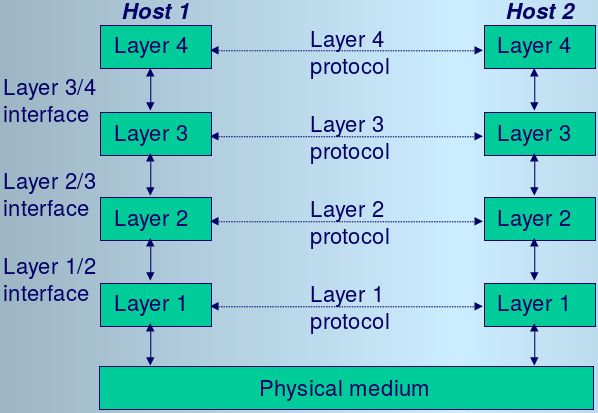 Host 1
Host 2
Layer 4
Layer 4
protocol
Layer 4
Layer 3/4
interface
Layer 3
Layer 3
protocol
Layer 3
Layer 2/3
interface
Layer 2
Layer 2
protocol
Layer 2
Layer 1/2
interface
Layer 1
Layer 1
protocol
Layer 1
Physical medium